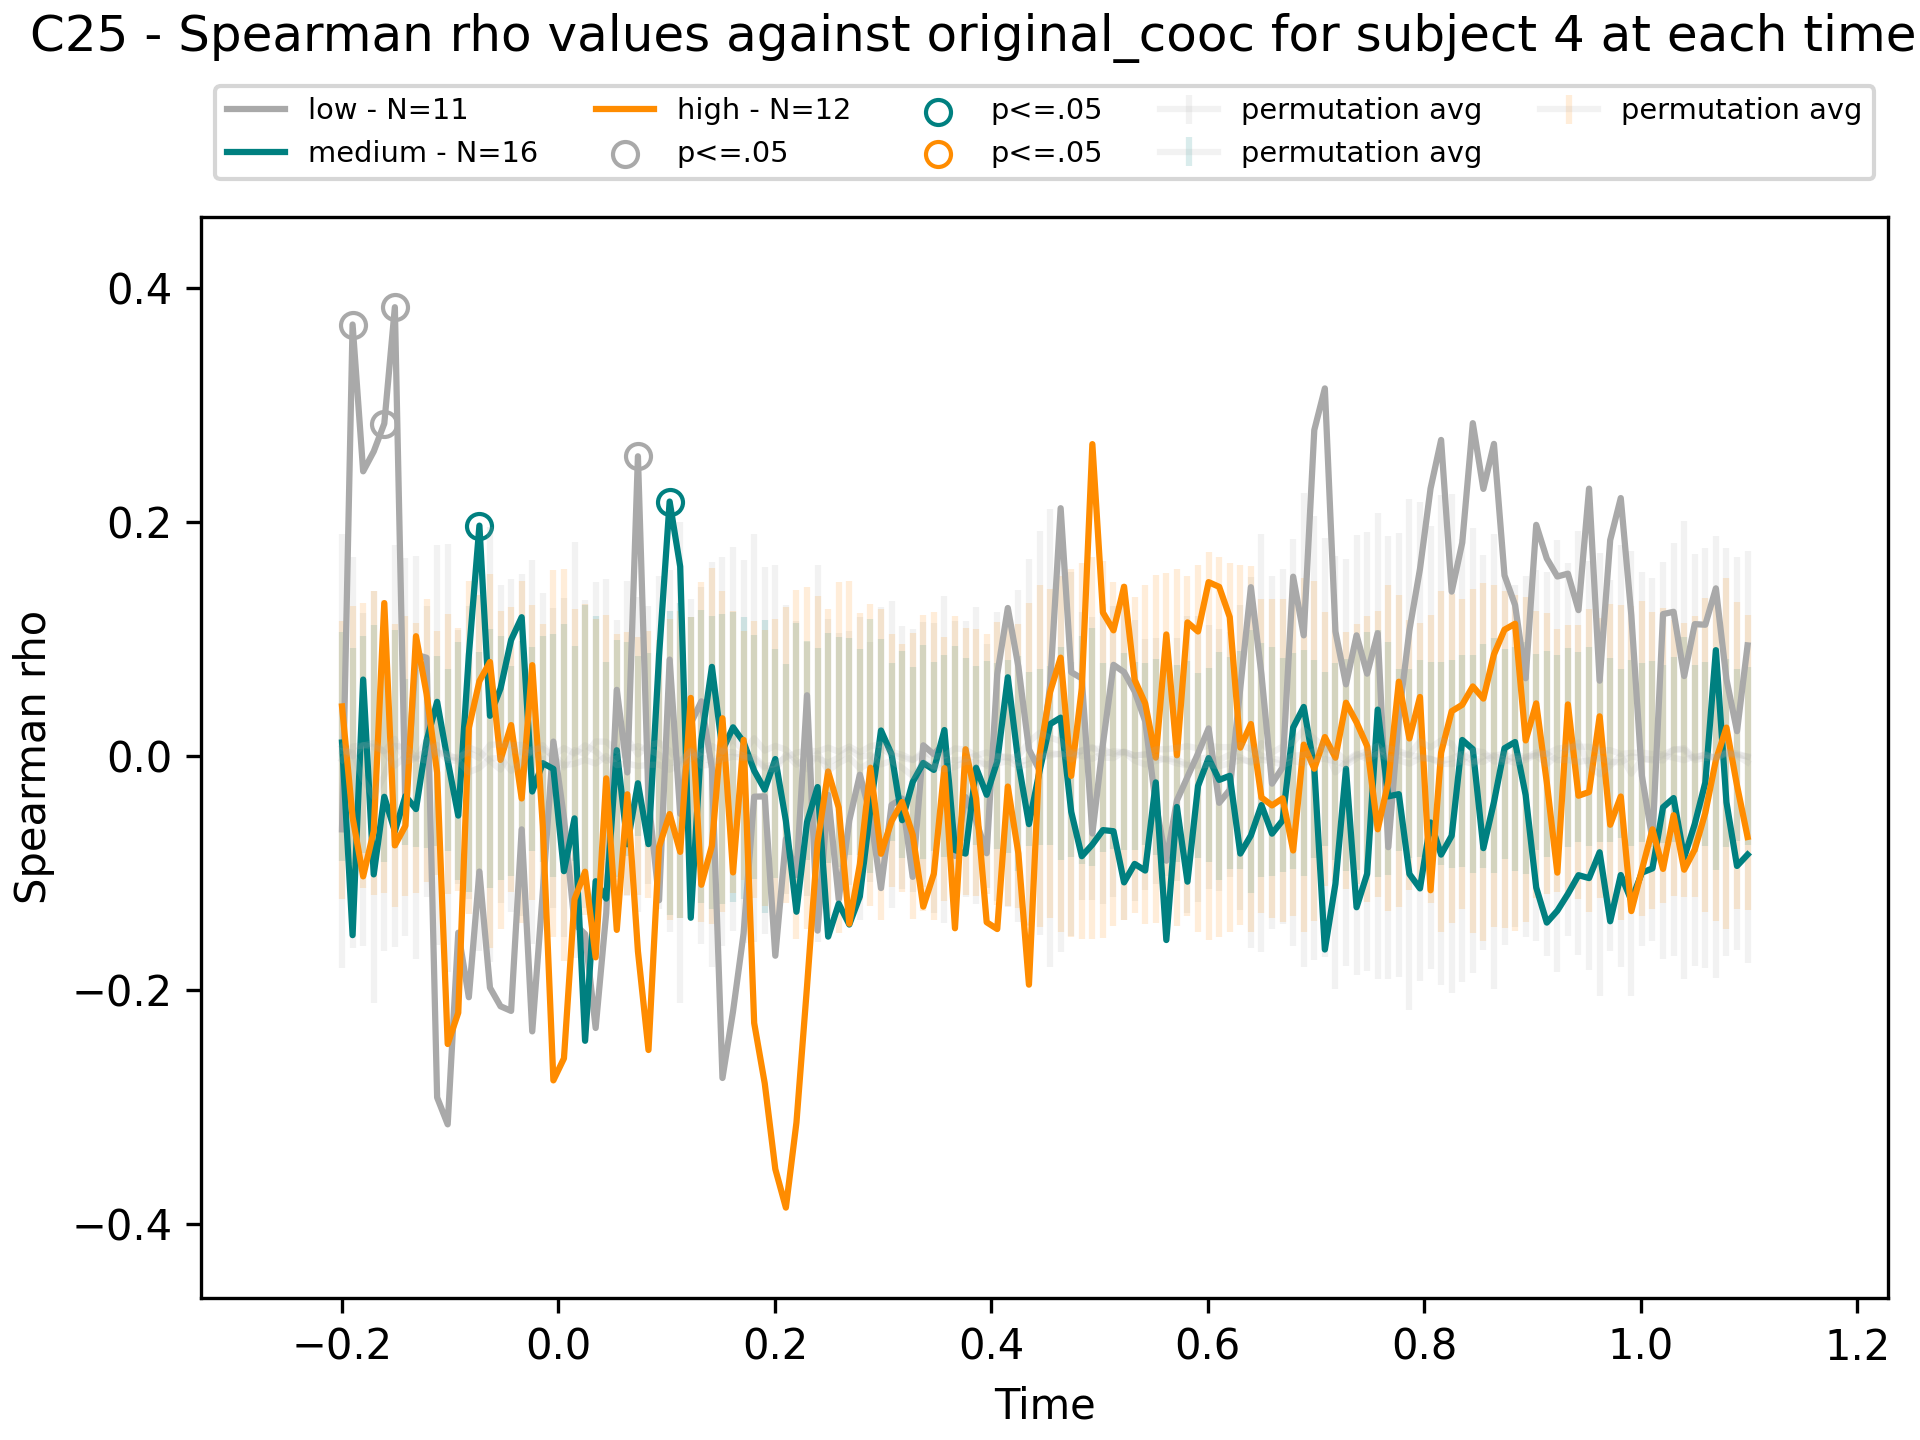 C25 - Spearman rho values against original_cooc for subject 4 at each time
low - N=11
medium - N=16
high - N=12
p<=.05
p<=.05
p<=.05
permutation avg
permutation avg
permutation avg
Spearman rho
0.4
0.2
0.0
−0.2
−0.4
−0.2 0.0 0.2 0.4 0.6 0.8 1.0 1.2
Time